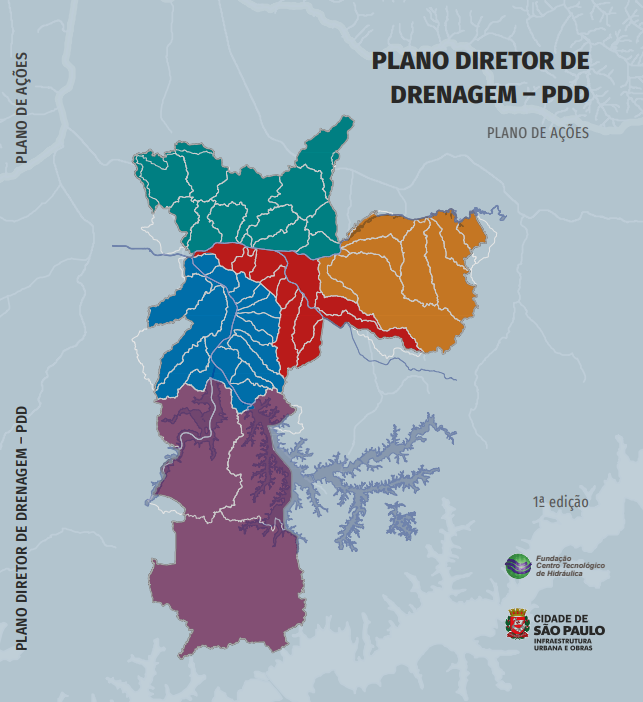 PLANO DE AÇÕES
PLANO DIRETOR DE DRENAGEM – PDD
PLANO DIRETOR DE
DRENAGEM – PDD
PLANO DE AÇÕES
1ª edição
Fundação
Centro Tecnológico
de Hidráulica
CIDADE DE
SÃO PAULO
INFRAESTRUTURA
URBANA E OBRAS